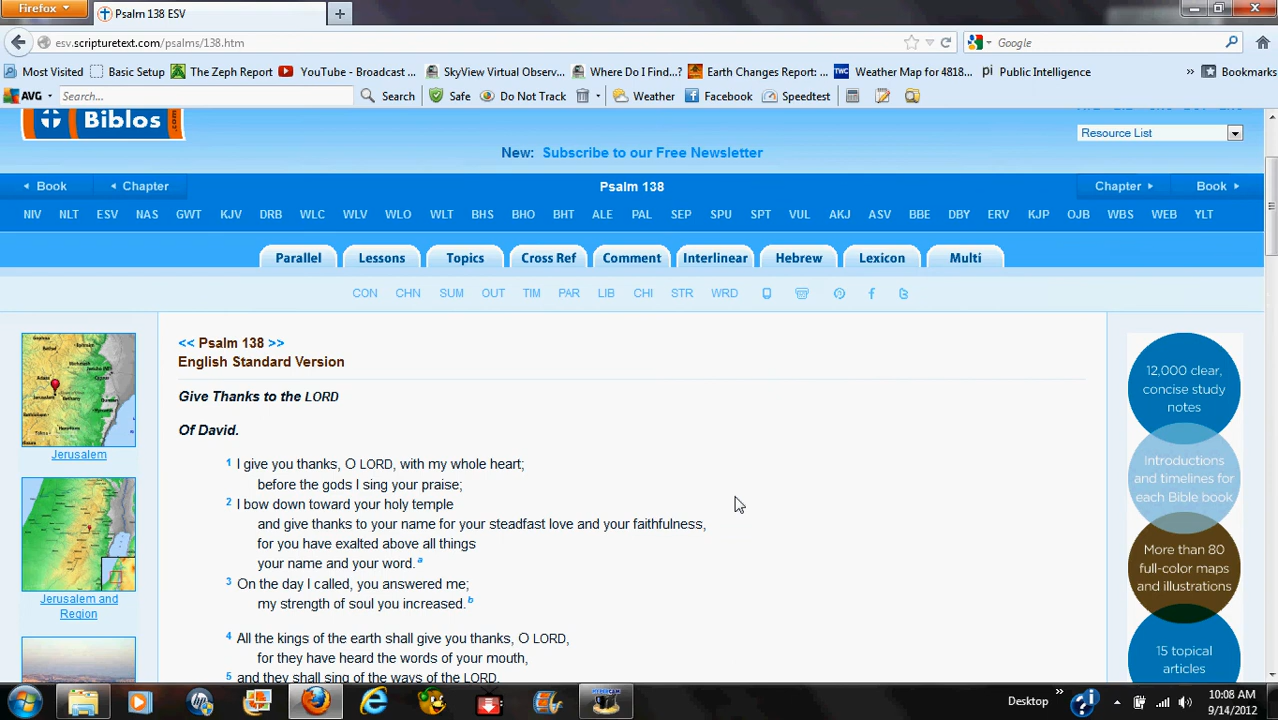 Firefox
Psalm 138 ESV
esv.scripturetext.com/psalms/138.htm
Google
Most Visited
Basic Setup
The Zeph Report
YouTube - Broadcast ...
SkyView Virtual Observ...
Where Do I Find...?
Earth Changes Report: ...
Weather Map for 4818...
Public Intelligence
Bookmarks
AVG
Search...
Search
Safe
Do Not Track
Weather
Facebook
Speedtest
Biblos
.com
Resource List
New: Subscribe to our Free Newsletter
Book
Chapter
Psalm 138
Chapter
Book
NIV NLT ESV NAS GWT KJV DRB WLC WLV WLO WLT BHS BHO BHT ALE PAL SEP SPU SPT VUL AKJ ASV BBE DBY ERV KJP OJB WBS WEB YLT
Parallel Lessons Topics Cross Ref Comment Interlinear Hebrew Lexicon Multi
CON CHN SUM OUT TIM PAR LIB CHI STR WRD
<< Psalm 138 >>
English Standard Version
Give Thanks to the LORD
Of David.
1 I give you thanks, O LORD, with my whole heart;
before the gods I sing your praise;
2 I bow down toward your holy temple
and give thanks to your name for your steadfast love and your faithfulness,
for you have exalted above all things
your name and your word. a
3 On the day I called, you answered me;
my strength of soul you increased. b
4 All the kings of the earth shall give you thanks, O LORD,
for they have heard the words of your mouth,
5 and they shall sing of the ways of the LORD,
Jerusalem
Jerusalem and
Region
12,000 clear,
concise study
notes
Introductions
and timelines for
each Bible book
More than 80
full-color maps
and illustrations
15 topical
articles
Desktop
10:08 AM
9/14/2012